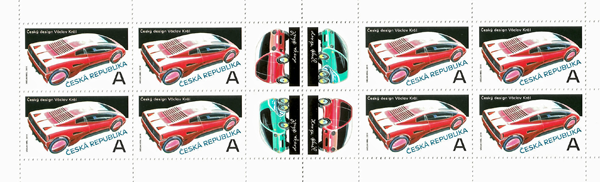 Český design Václav Král Český design Václav Král Český design Václav Král Český design Václav Král
ČESKÁ REPUBLIKA A ČESKÁ REPUBLIKA A ČESKÁ REPUBLIKA A ČESKÁ REPUBLIKA A
Český design Václav Král Český design Václav Král Český design Václav Král Český design Václav Král
ČESKÁ REPUBLIKA A ČESKÁ REPUBLIKA A ČESKÁ REPUBLIKA A ČESKÁ REPUBLIKA A